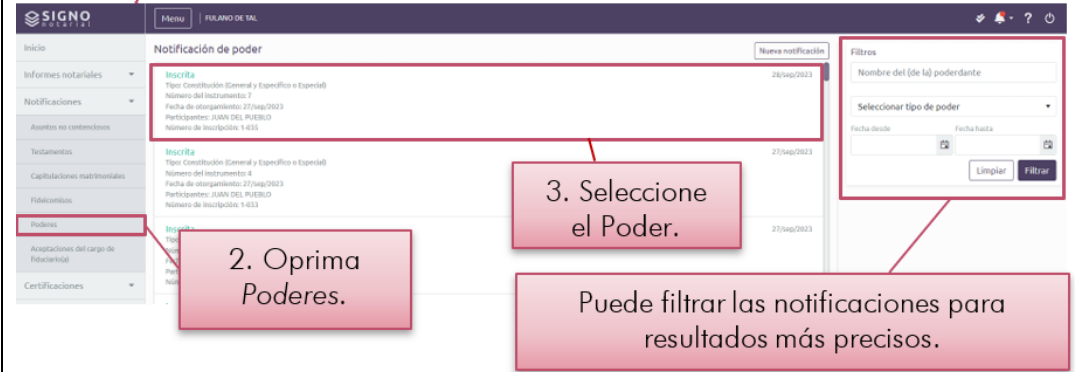 SIGNO
notarial
Menu
FULANO DE TAL
?
Inicio
Informes notariales
Notificaciones
Asuntos no contenciosos
Testamentos
Capitulaciones matrimoniales
Fideicomisos
Poderes
Aceptaciones del cargo de
Fiduciario(a)
Certificaciones
Notificación de poder
Nueva notificación
Inscrita
28/sep/2023
Tipo: Constitución (General y Específico o Especial)
Número del Instrumento: 7
Fecha de otorgamiento: 27/sep/2023
Participantes: JUAN DEL PUEBLO
Número de inscripción: 1-035
Inscrita
27/sep/2023
Tipo: Constitución (General y Específico o Especial)
Número del Instrumento: 4
Fecha de otorgamiento: 27/sep/2023
Participantes: JUAN DEL PUEBLO
Número de inscripción: 1-033
27/sep/2023
Filtros
Nombre del (de la) poderdante
Seleccionar tipo de poder
Fecha desde
Fecha hasta
Limpiar
Filtrar
2. Oprima
Poderes.
3. Seleccione
el Poder.
Puede filtrar las notificaciones para
resultados más precisos.